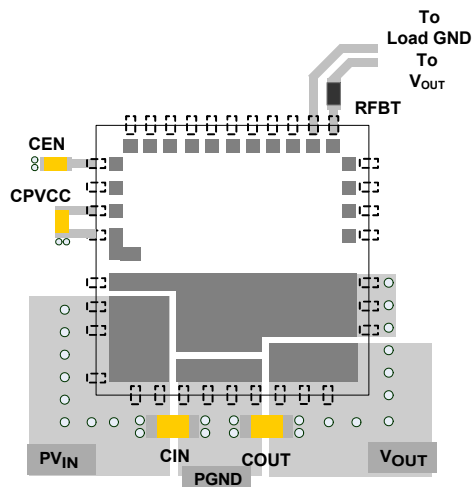 To
Load GND
To
VOUT
RFBT
CEN
CPVCC
PVIN
CIN
PGND
COUT
VOUT